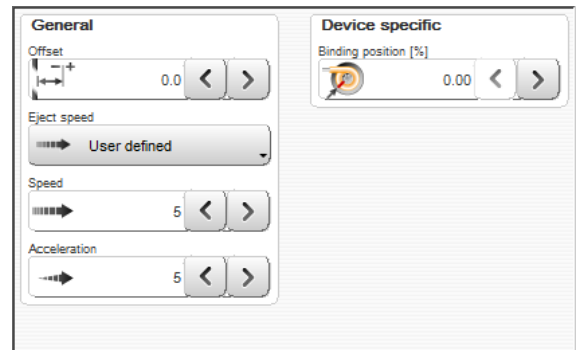 General
Offset
0.0
Eject speed
User defined
Speed
5
Acceleration
5
Device specific
Binding position [%]
0.00